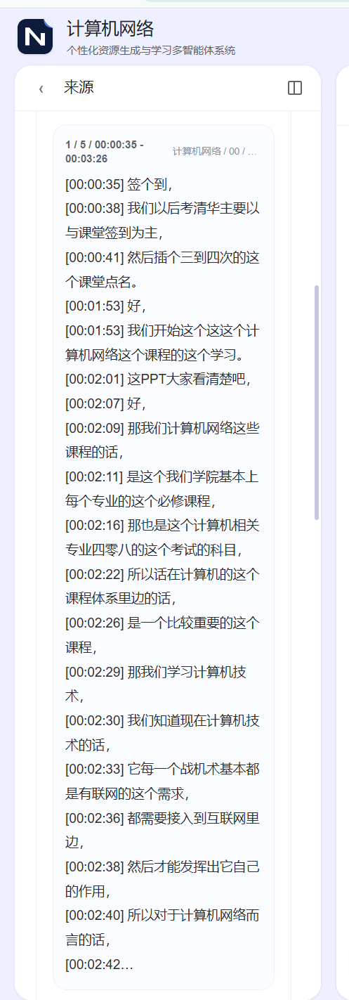 N
计算机网络
个性化资源生成与学习多智能体系统
‹ 来源
1 / 5 / 00:00:35 -
00:03:26
计算机网络 / 00 / ...
[00:00:35] 签个到，
[00:00:38] 我们以后考清华主要以
与课堂签到为主，
[00:00:41] 然后插个三到四次的这
个课堂点名。
[00:01:53] 好，
[00:01:53] 我们开始这个这这个计
算机网络这个课程的这个学习。
[00:02:01] 这PPT大家看清楚吧，
[00:02:07] 好，
[00:02:09] 那我们计算机网络这些
课程的话，
[00:02:11] 是这个我们学院基本上
每个专业的这个必修课程，
[00:02:16] 那也是这个计算机相关
专业四零八的这个考试的科目，
[00:02:22] 所以话在计算机的这个
课程体系里边的话，
[00:02:26] 是一个比较重要的这个
课程，
[00:02:29] 那我们学习计算机技
术，
[00:02:30] 我们知道现在计算机技
术的话，
[00:02:33] 它每一个战机术基本都
是有联网的这个需求，
[00:02:36] 都需要接入到互联网里
边，
[00:02:38] 然后才能发挥出它自己
的作用，
[00:02:40] 所以对于计算机网络而
言的话，
[00:02:42...